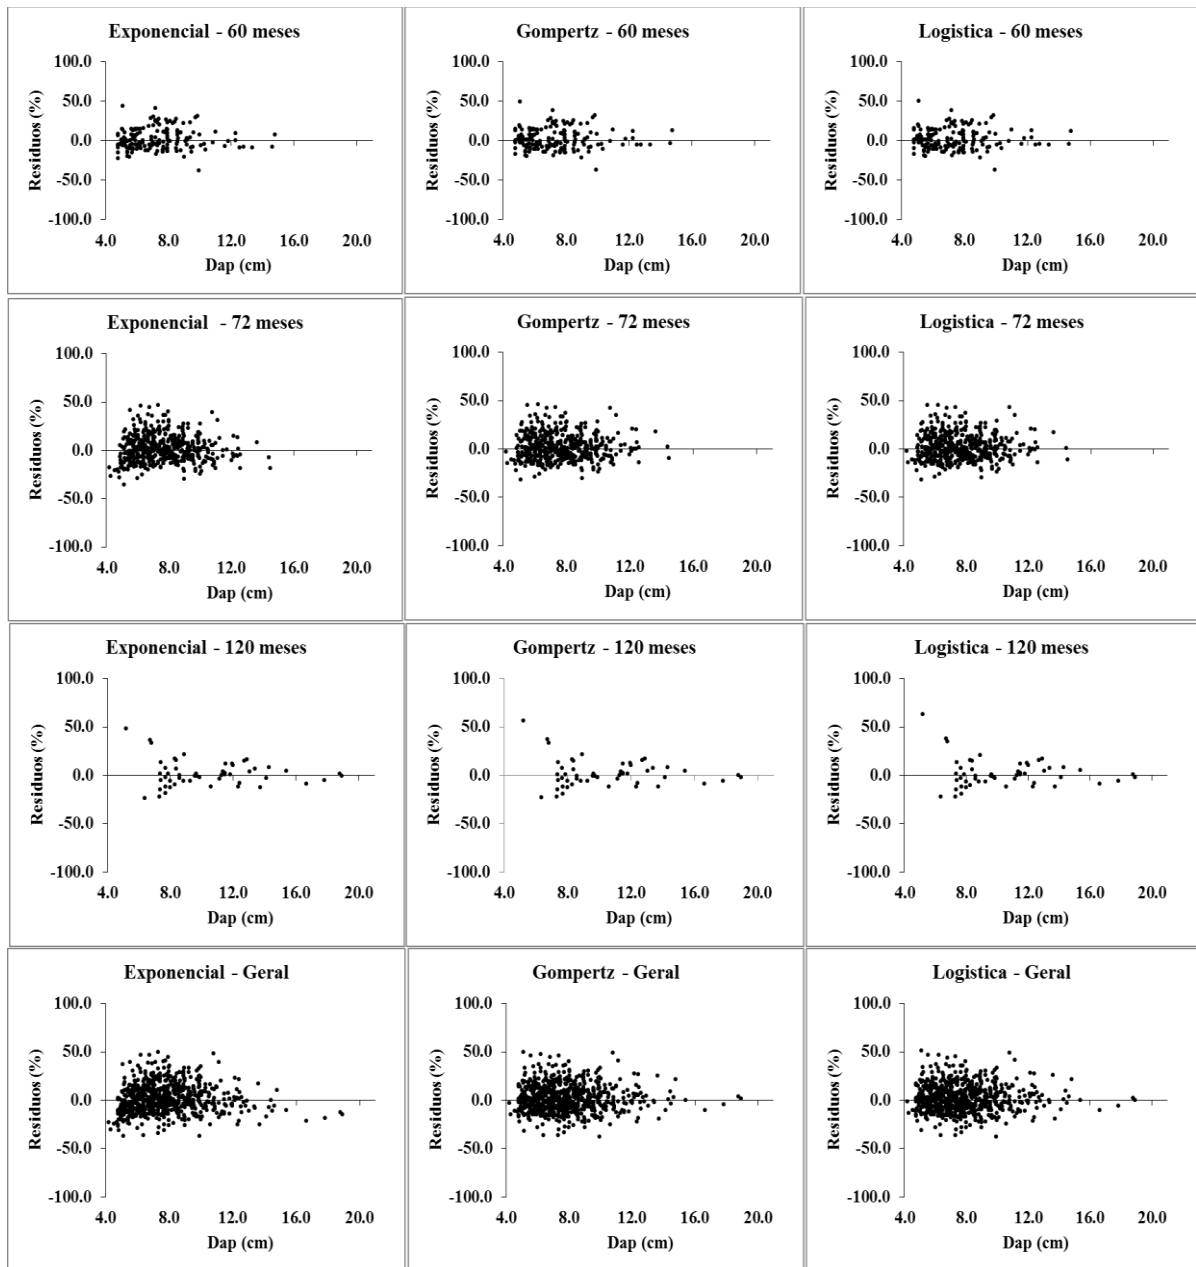 Exponencial - 60 meses
100.0
50.0
0.0
-50.0
-100.0
Residuos (%)
4.0 8.0 12.0 16.0 20.0
Dap (cm)
Gompertz - 60 meses
100.0
50.0
0.0
-50.0
-100.0
Residuos (%)
4.0 8.0 12.0 16.0 20.0
Dap (cm)
Logistica - 60 meses
100.0
50.0
0.0
-50.0
-100.0
Residuos (%)
4.0 8.0 12.0 16.0 20.0
Dap (cm)
Exponencial - 72 meses
100.0
50.0
0.0
-50.0
-100.0
Residuos (%)
4.0 8.0 12.0 16.0 20.0
Dap (cm)
Gompertz - 72 meses
100.0
50.0
0.0
-50.0
-100.0
Residuos (%)
4.0 8.0 12.0 16.0 20.0
Dap (cm)
Logistica - 72 meses
100.0
50.0
0.0
-50.0
-100.0
Residuos (%)
4.0 8.0 12.0 16.0 20.0
Dap (cm)
Exponencial - 120 meses
100.0
50.0
0.0
-50.0
-100.0
Residuos (%)
4.0 8.0 12.0 16.0 20.0
Dap (cm)
Gompertz - 120 meses
100.0
50.0
0.0
-50.0
-100.0
Residuos (%)
4.0 8.0 12.0 16.0 20.0
Dap (cm)
Logistica - 120 meses
100.0
50.0
0.0
-50.0
-100.0
Residuos (%)
4.0 8.0 12.0 16.0 20.0
Dap (cm)
Exponencial - Geral
100.0
50.0
0.0
-50.0
-100.0
Residuos (%)
4.0 8.0 12.0 16.0 20.0
Dap (cm)
Gompertz - Geral
100.0
50.0
0.0
-50.0
-100.0
Residuos (%)
4.0 8.0 12.0 16.0 20.0
Dap (cm)
Logistica - Geral
100.0
50.0
0.0
-50.0
-100.0
Residuos (%)
4.0 8.0 12.0 16.0 20.0
Dap (cm)